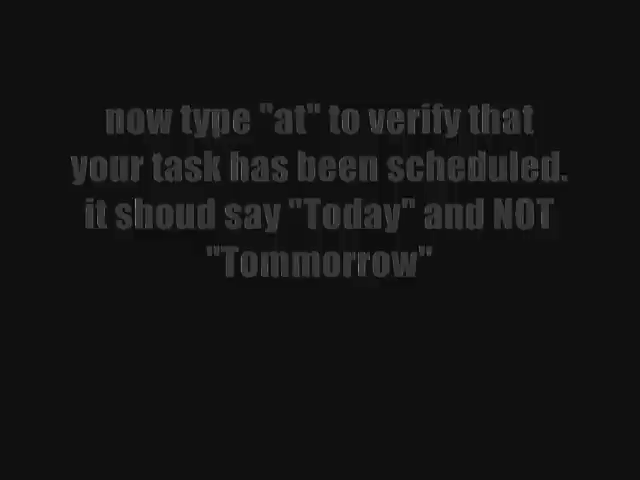 now type "at" to verify that
your task has been scheduled.
it shoud say "Today" and NOT
"Tommorrow"